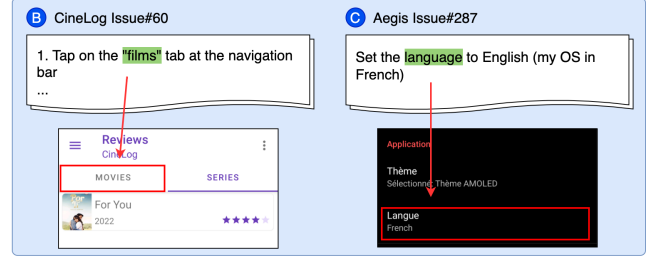 B CineLog Issue#60
1. Tap on the "films" tab at the navigation
bar
...
Reviews
CineLog
MOVIES
SERIES
For You
2022
C Aegis Issue#287
Set the language to English (my OS in
French)
Application
Thème
Sélectionné: Thème AMOLED
Langue
French